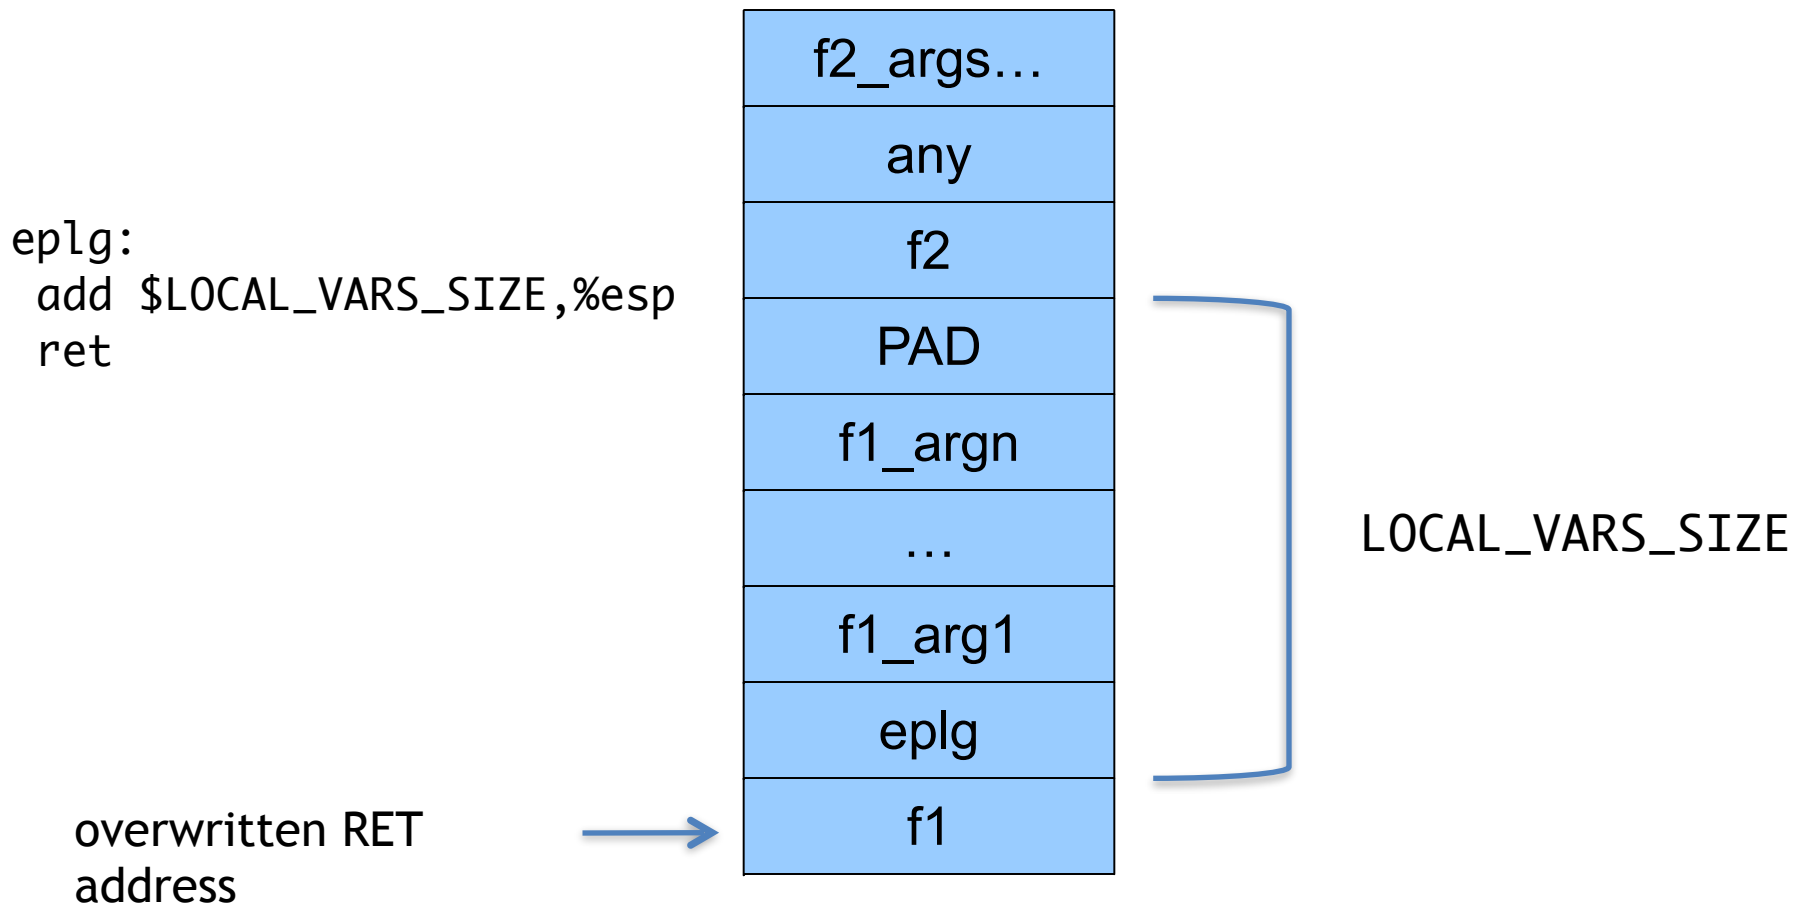 f2_args…
any
f2
PAD
f1_argn
…
f1_arg1
eplg
f1
eplg:
add $LOCAL_VARS_SIZE,%esp
ret
overwritten RET
address
LOCAL_VARS_SIZE